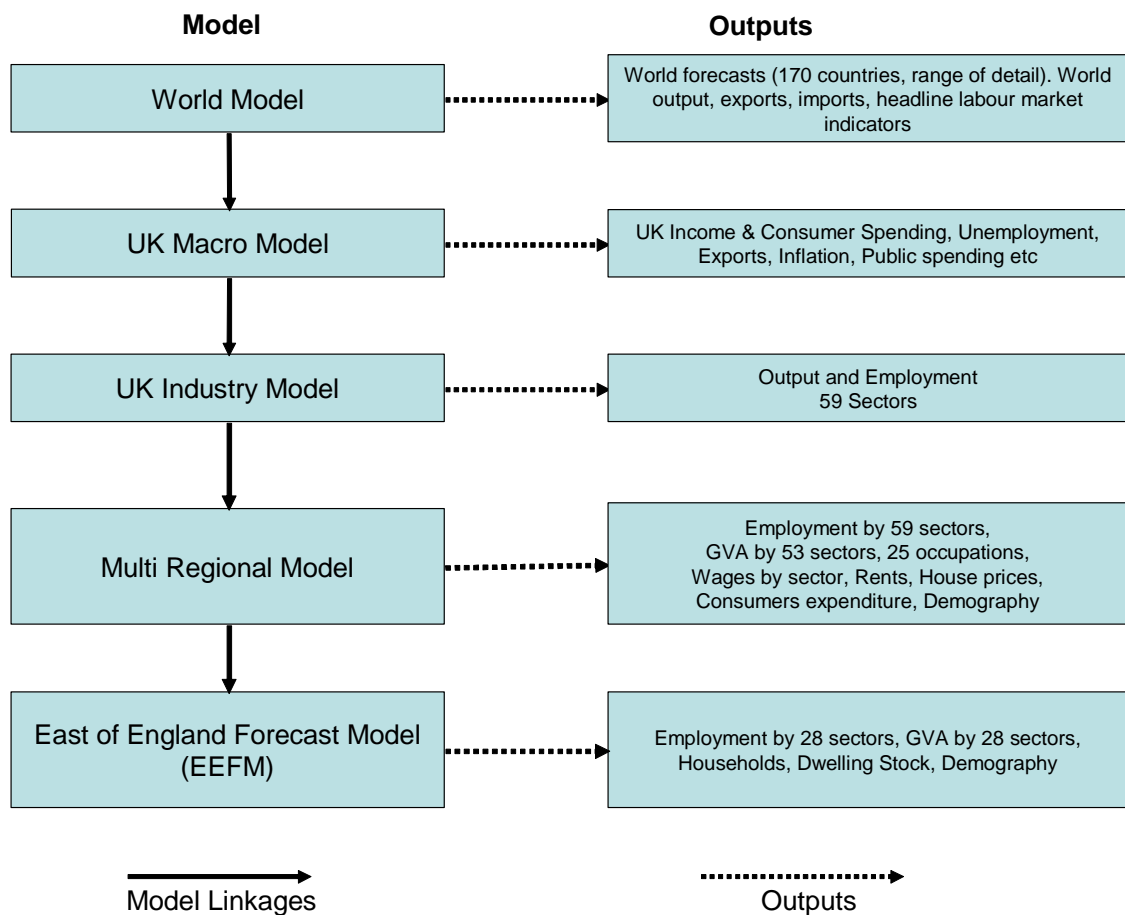 Model
Outputs
World Model
World forecasts (170 countries, range of detail). World
output, exports, imports, headline labour market
indicators
UK Macro Model
UK Income & Consumer Spending, Unemployment,
Exports, Inflation, Public spending etc
UK Industry Model
Output and Employment
59 Sectors
Multi Regional Model
Employment by 59 sectors,
GVA by 53 sectors, 25 occupations,
Wages by sector, Rents, House prices,
Consumers expenditure, Demography
East of England Forecast Model
(EEFM)
Employment by 28 sectors, GVA by 28 sectors,
Households, Dwelling Stock, Demography
Model Linkages
Outputs